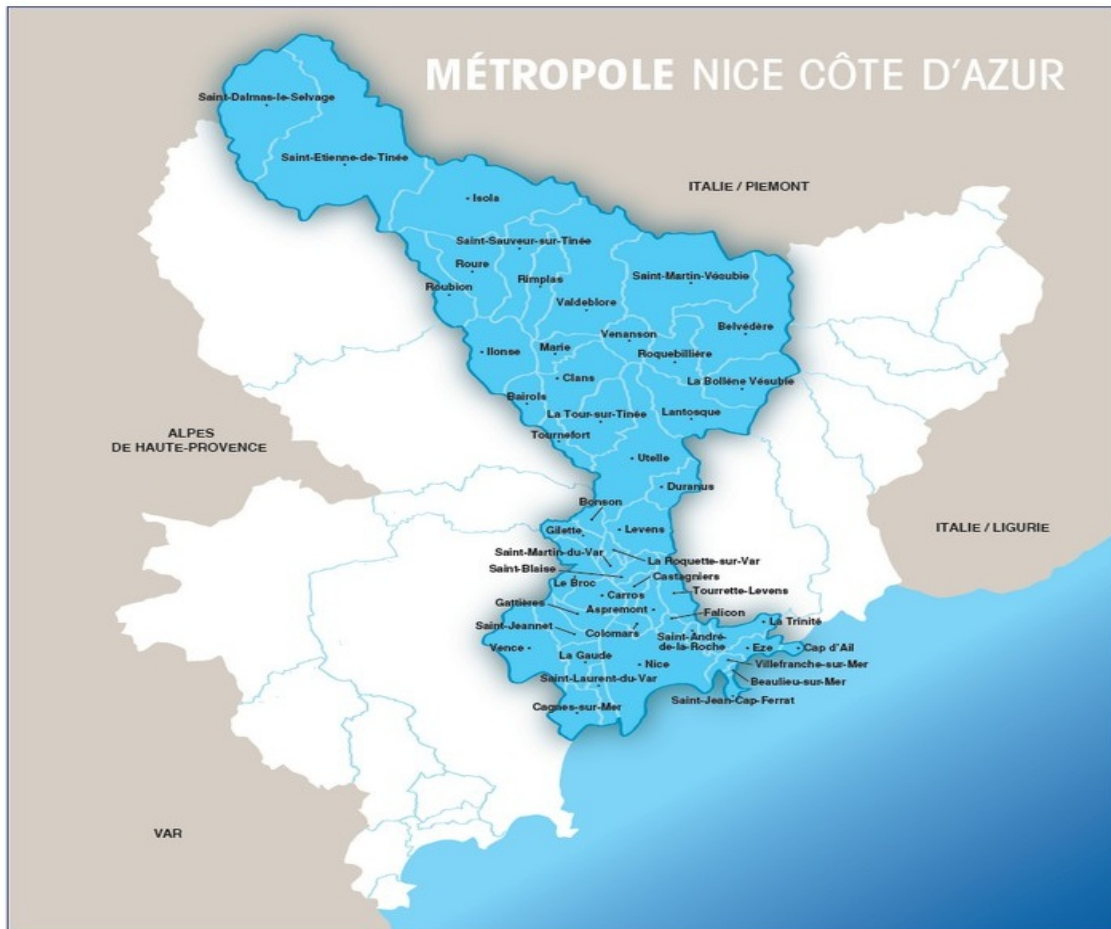 MÉTROPOLE NICE CÔTE D'AZUR
Saint-Dalmas-le-Selvage
Saint-Etienne-de-Tinée
ITALIE / PIEMONT
Isola
Saint-Sauveur-sur-Tinée
Roure
Rimplas
Saint-Martin-Vésubie
Roubion
Valdeblore
Belvédère
Venanson
Ilonse
Marie
Roquebillière
Clans
La Bollène Vésubie
Bairols
La Tour-sur-Tinée
Lantosque
Tournefort
ALPES
DE HAUTE-PROVENCE
Utelle
Duranus
Bonson
Gilette
Levens
ITALIE / LIGURIE
Saint-Martin-du-Var
La Roquette-sur-Var
Saint-Blaise
Castagniers
Le Broc
Tourrette-Levens
Carros
Gattières
Aspremont
Falicon
La Trinité
Saint-Jeannet
Colomars
Saint-André-
de-la-Roche
Vence
Eze
Cap d'Ail
La Gaude
Nice
Villefranche-sur-Mer
Saint-Laurent-du-Var
Beaulieu-sur-Mer
Saint-Jean-Cap-Ferrat
Cagnes-sur-Mer
VAR